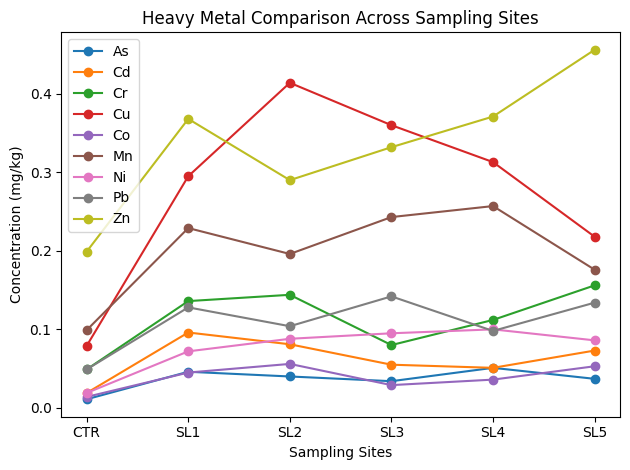 Heavy Metal Comparison Across Sampling Sites
As
Cd
Cr
Cu
Co
Mn
Ni
Pb
Zn
Concentration (mg/kg)
0.4
0.3
0.2
0.1
0.0
CTR SL1 SL2 SL3 SL4 SL5
Sampling Sites